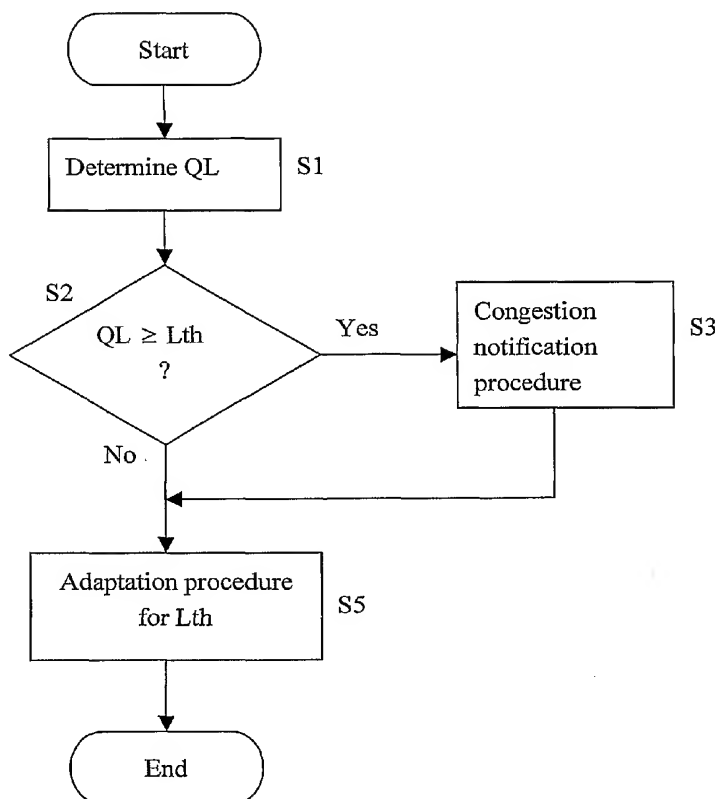 Start
Determine QL
S1
S2
QL ≥ Lth
?
Yes
Congestion
notification
procedure
S3
No
Adaptation procedure
for Lth
S5
End